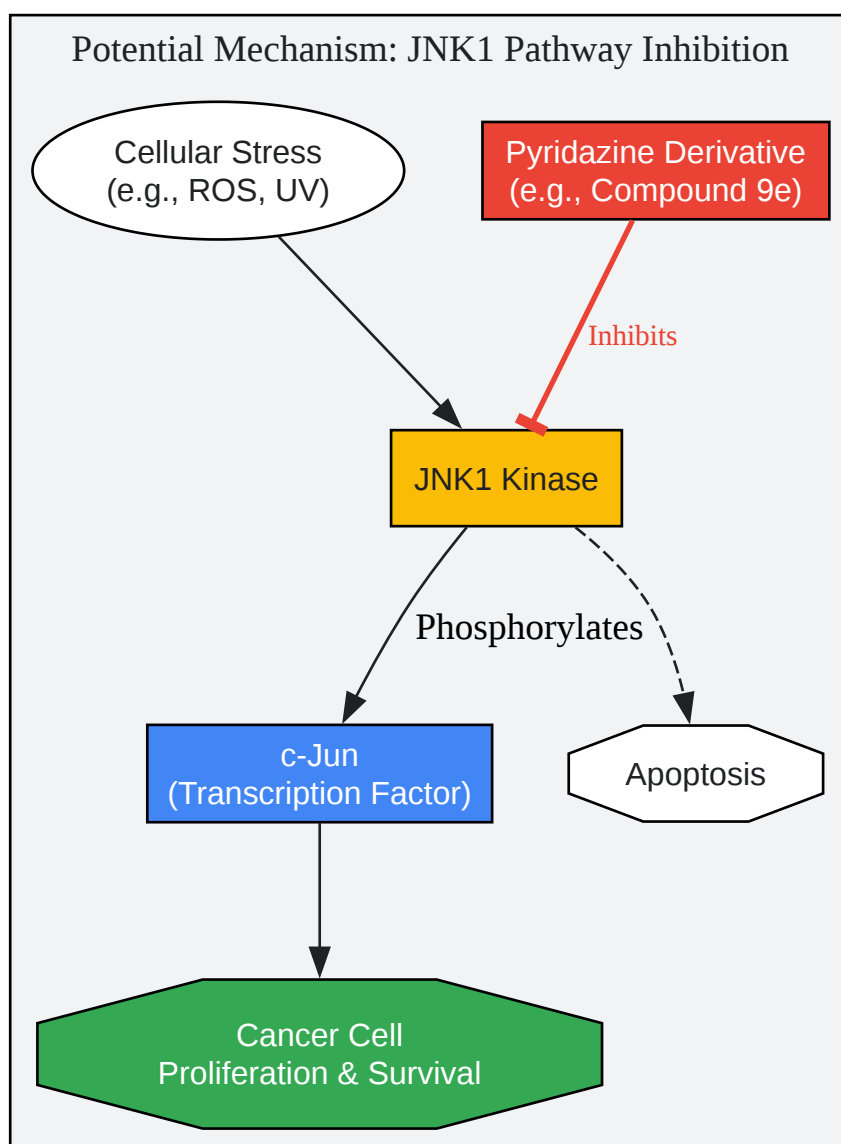 Potential Mechanism: JNK1 Pathway Inhibition
Cellular Stress
(e.g., ROS, UV)
Pyridazine Derivative
(e.g., Compound 9e)
Inhibits
JNK1 Kinase
Phosphorylates
c-Jun
(Transcription Factor)
Apoptosis
Cancer Cell
Proliferation & Survival